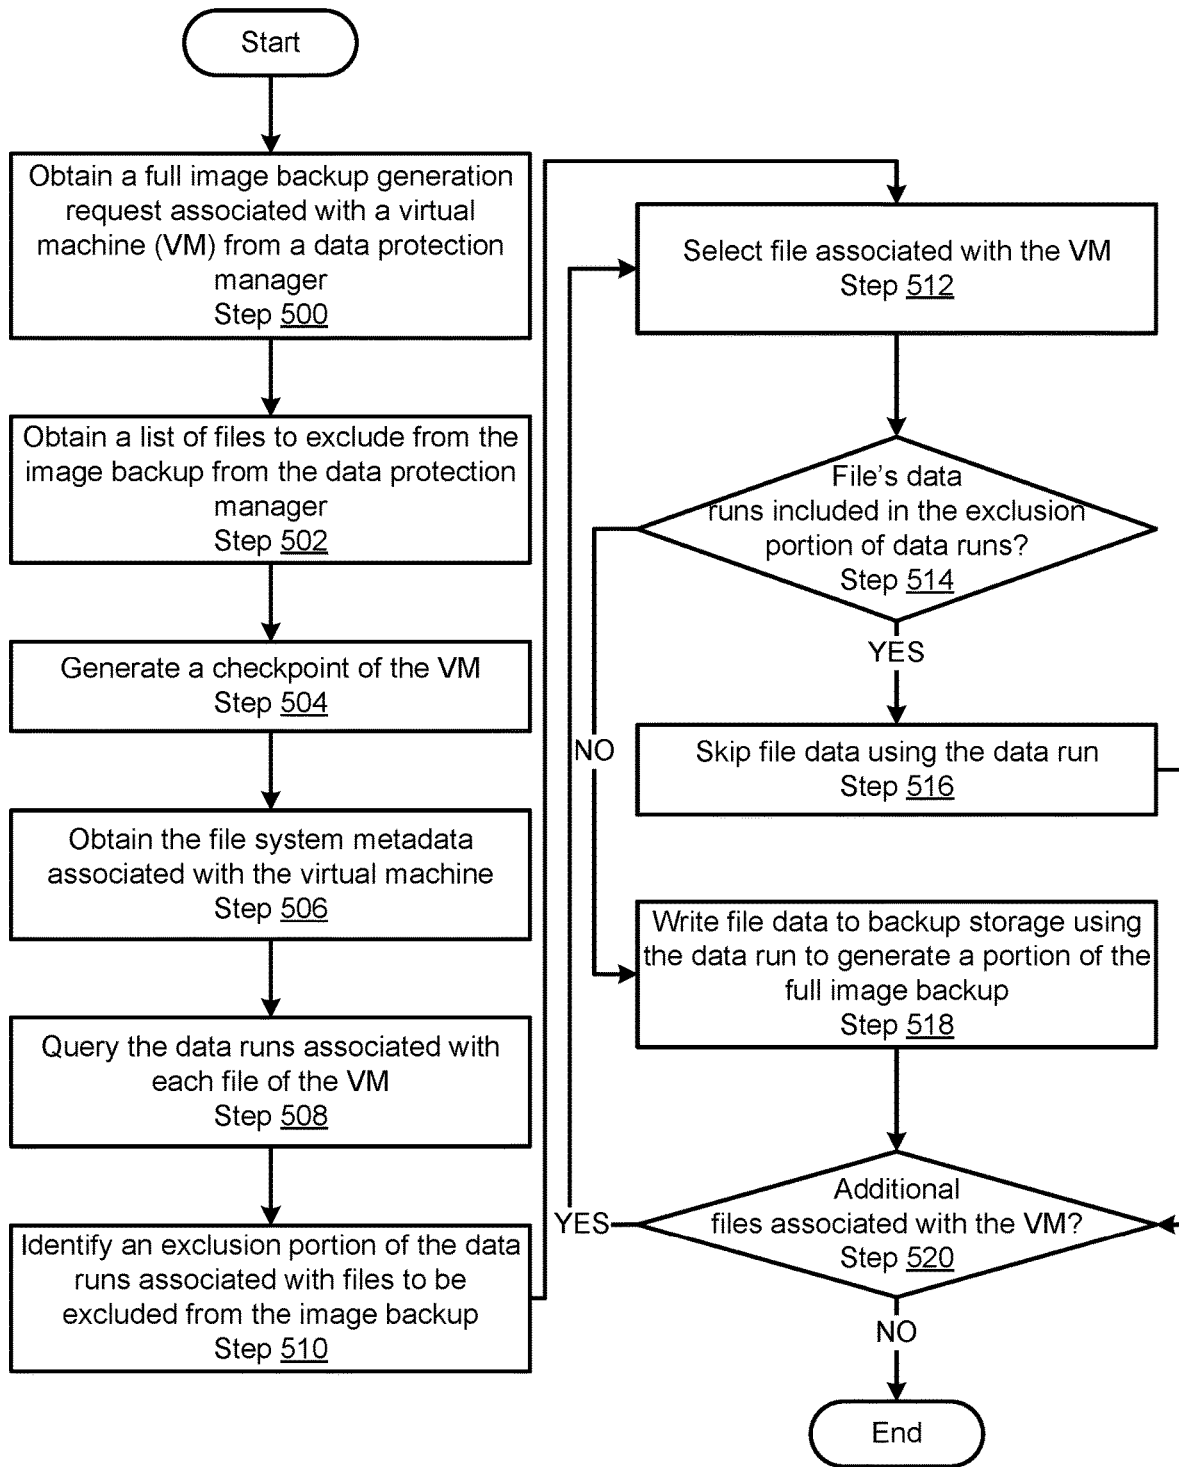 Start
Obtain a full image backup generation
request associated with a virtual
machine (VM) from a data protection
manager
Step 500
Obtain a list of files to exclude from the
image backup from the data protection
manager
Step 502
Generate a checkpoint of the VM
Step 504
Obtain the file system metadata
associated with the virtual machine
Step 506
Query the data runs associated with
each file of the VM
Step 508
Identify an exclusion portion of the data
runs associated with files to be
excluded from the image backup
Step 510
Select file associated with the VM
Step 512
File's data
runs included in the exclusion
portion of data runs?
Step 514
YES
NO
Skip file data using the data run
Step 516
Write file data to backup storage using
the data run to generate a portion of the
full image backup
Step 518
Additional
files associated with the VM?
Step 520
YES
NO
End